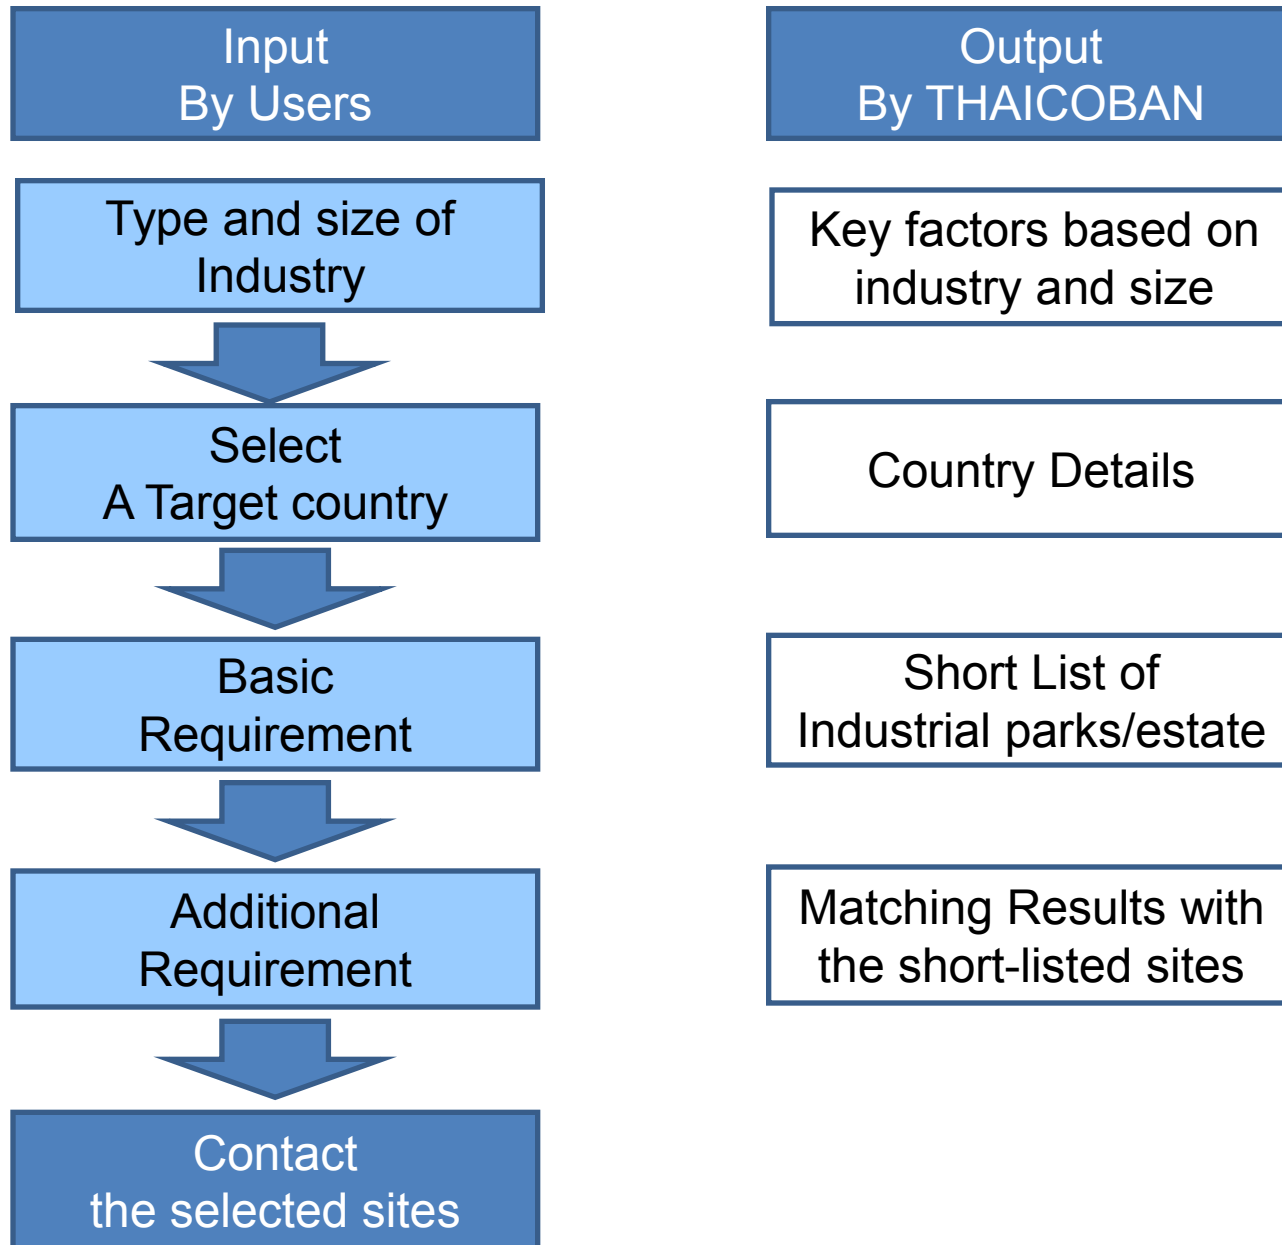 Input
By Users
Output
By THAICOBAN
Type and size of
Industry
Key factors based on
industry and size
Select
A Target country
Country Details
Basic
Requirement
Short List of
Industrial parks/estate
Additional
Requirement
Matching Results with
the short-listed sites
Contact
the selected sites